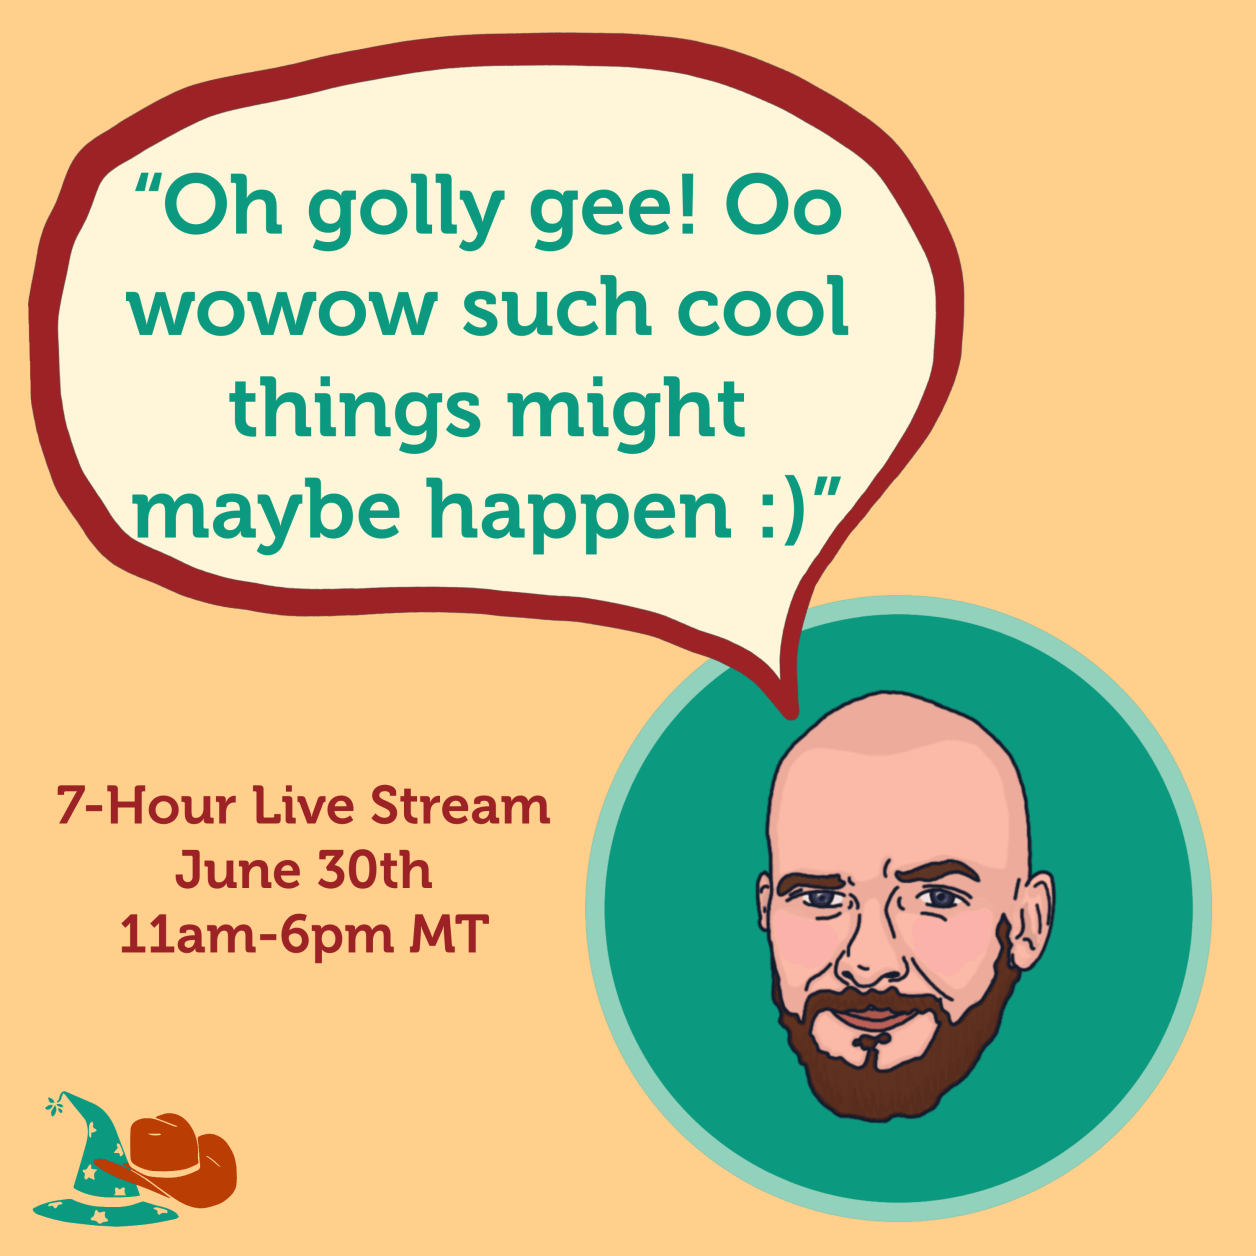 “Oh golly gee! Oo
wowow such cool
things might
maybe happen :)”
7-Hour Live Stream
June 30th
11am-6pm MT